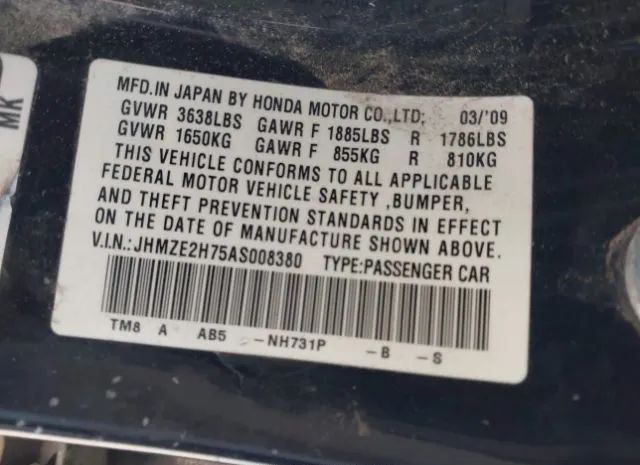 MK
MFD.IN JAPAN BY HONDA MOTOR CO.,LTD; 03/'09
GVWR 3638LBS GAWR F 1885LBS R 1786LBS
GVWR 1650KG GAWR F 855KG R 810KG
THIS VEHICLE CONFORMS TO ALL APPLICABLE
FEDERAL MOTOR VEHICLE SAFETY ,BUMPER,
AND THEFT PREVENTION STANDARDS IN EFFECT
ON THE DATE OF MANUFACTURE SHOWN ABOVE.
V.I.N.:JHMZE2H75AS008380 TYPE:PASSENGER CAR
TM8 A AB5 -NH731P -B -S